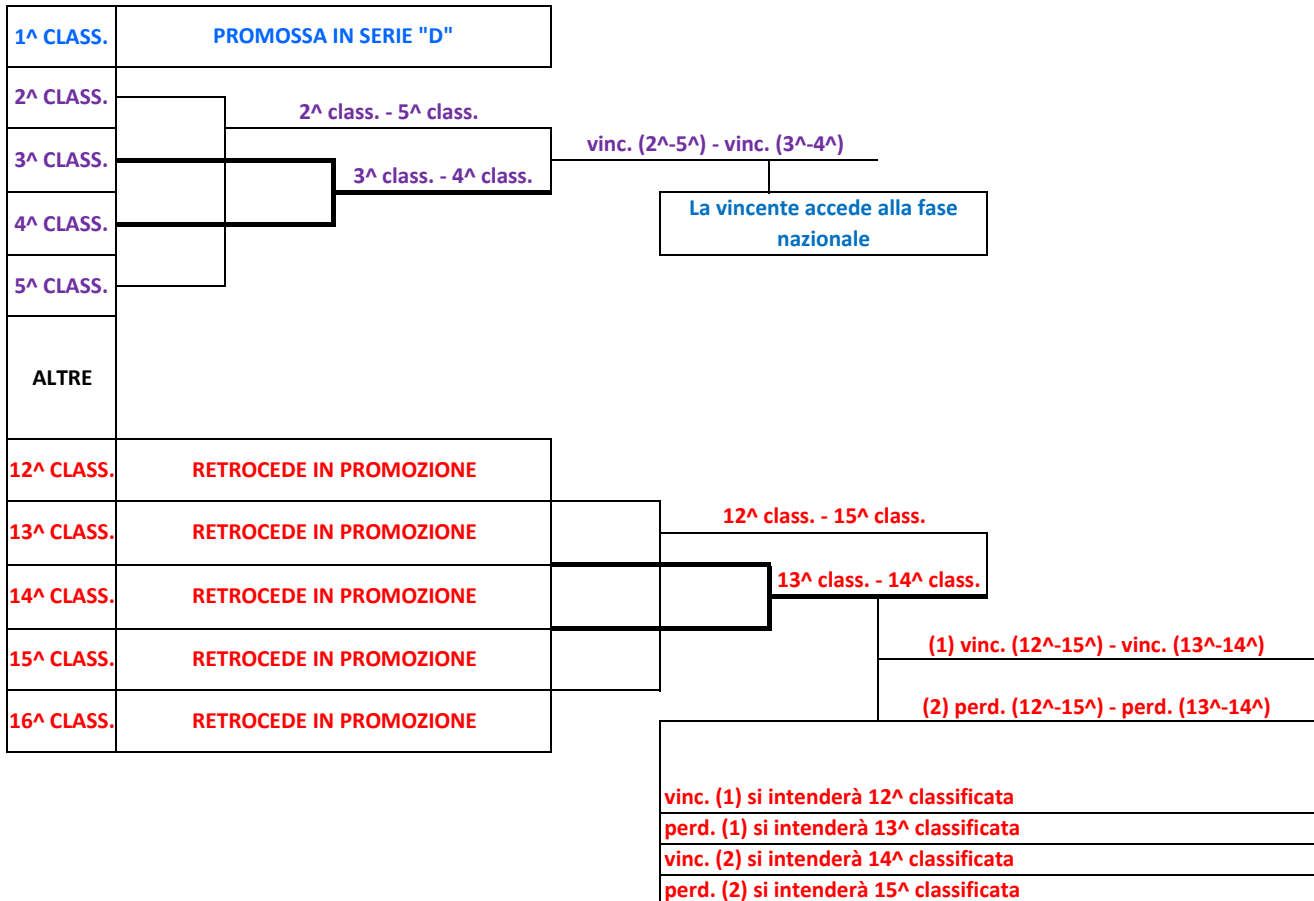 1^ CLASS.
PROMOSSA IN SERIE "D"
2^ CLASS.
2^ class. - 5^ class.
vinc. (2^-5^) - vinc. (3^-4^)
3^ CLASS.
3^ class. - 4^ class.
La vincente accede alla fase
nazionale
4^ CLASS.
5^ CLASS.
ALTRE
12^ CLASS.
RETROCEDE IN PROMOZIONE
13^ CLASS.
RETROCEDE IN PROMOZIONE
12^ class. - 15^ class.
14^ CLASS.
RETROCEDE IN PROMOZIONE
13^ class. - 14^ class.
15^ CLASS.
RETROCEDE IN PROMOZIONE
(1) vinc. (12^-15^) - vinc. (13^-14^)
16^ CLASS.
RETROCEDE IN PROMOZIONE
(2) perd. (12^-15^) - perd. (13^-14^)
vinc. (1) si intenderà 12^ classificata
perd. (1) si intenderà 13^ classificata
vinc. (2) si intenderà 14^ classificata
perd. (2) si intenderà 15^ classificata